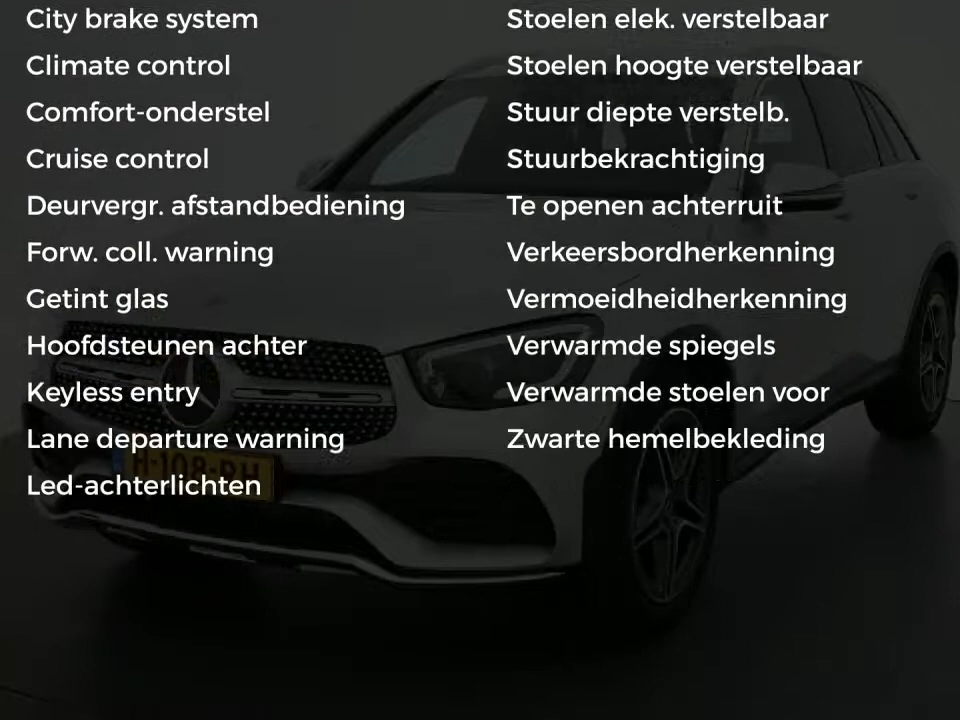 City brake system
Climate control
Comfort-onderstel
Cruise control
Deurvergr. afstandbediening
Forw. coll. warning
Getint glas
Hoofdsteunen achter
Keyless entry
Lane departure warning
Led-achterlichten
Stoelen elek. verstelbaar
Stoelen hoogte verstelbaar
Stuur diepte verstelb.
Stuurbekrachtiging
Te openen achterruit
Verkeersbordherkenning
Vermoeidheidherkenning
Verwarmde spiegels
Verwarmde stoelen voor
Zwarte hemelbekleding